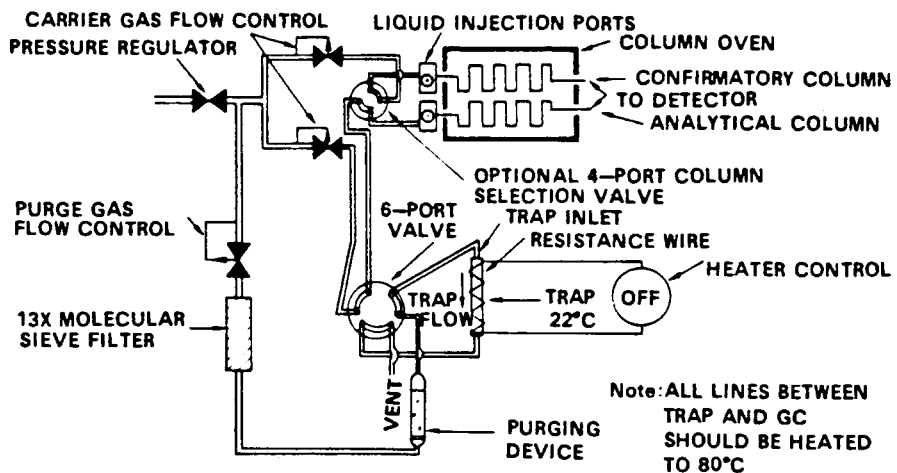 CARRIER GAS FLOW CONTROL
PRESSURE REGULATOR
LIQUID INJECTION PORTS
COLUMN OVEN
CONFIRMATORY COLUMN
TO DETECTOR
ANALYTICAL COLUMN
OPTIONAL 4-PORT COLUMN
SELECTION VALVE
PURGE GAS
FLOW CONTROL
6-PORT
VALVE
TRAP INLET
RESISTANCE WIRE
HEATER CONTROL
OFF
TRAP
FLOW
TRAP
22°C
13X MOLECULAR
SIEVE FILTER
VENT
PURGING
DEVICE
Note: ALL LINES BETWEEN
TRAP AND GC
SHOULD BE HEATED
TO 80°C